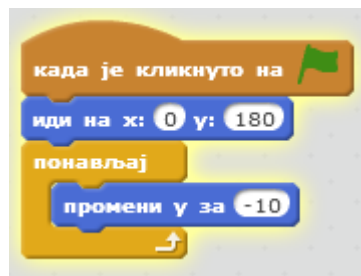 када је кликнуто на
иди на x: 0 y: 180
понављај
промени y за -10